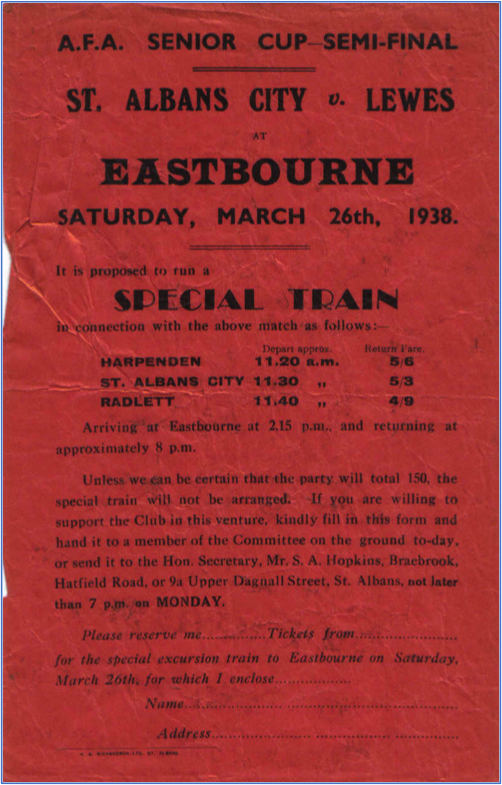 A.F.A. SENIOR CUP—SEMI-FINAL
ST. ALBANS CITY v. LEWES
AT
EASTBOURNE
SATURDAY, MARCH 26th, 1938.
It is proposed to run a
SPECIAL TRAIN
in connection with the above match as follows:—
Depart approx. Return Fare.
HARPENDEN 11.20 a.m. 5/6
ST. ALBANS CITY 11.30 „ 5/3
RADLETT 11.40 „ 4/9
Arriving at Eastbourne at 2.15 p.m., and returning at
approximately 8 p.m.
Unless we can be certain that the party will total 150, the
special train will not be arranged. If you are willing to
support the Club in this venture, kindly fill in this form and
hand it to a member of the Committee on the ground to-day,
or send it to the Hon. Secretary, Mr. S. A. Hopkins, Braebrook,
Hatfield Road, or 9a Upper Dagnall Street, St. Albans, not later
than 7 p.m. on MONDAY.
Please reserve me..............Tickets from......................
for the special excursion train to Eastbourne on Saturday,
March 26th, for which I enclose.................
Name............................................................
Address.........................................................
LTD., ST. ALBANS